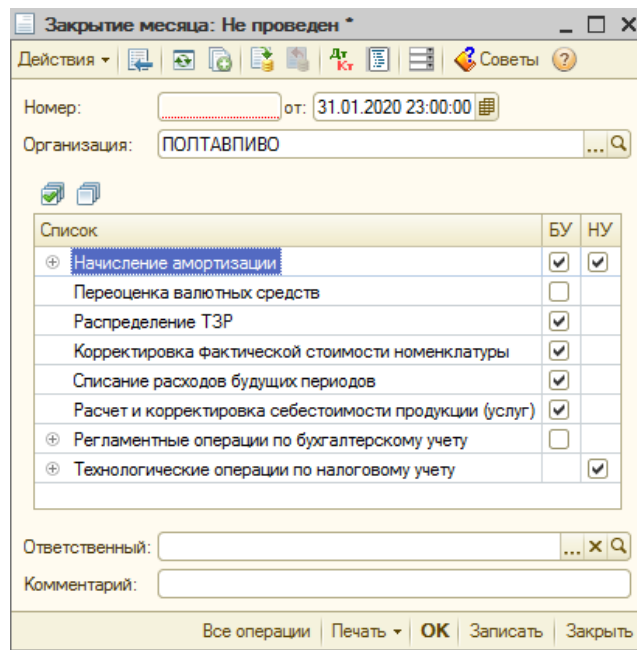 Закрытие месяца: Не проведен *
Действия Дт Кт Советы ?
Номер: от: 31.01.2020 23:00:00
Организация: ПОЛТАВПИВО ...
Список БУ НУ
Начисление амортизации
Переоценка валютных средств
Распределение ТЗР
Корректировка фактической стоимости номенклатуры
Списание расходов будущих периодов
Расчет и корректировка себестоимости продукции (услуг)
Регламентные операции по бухгалтерскому учету
Технологические операции по налоговому учету
Ответственный: ... x
Комментарий:
Все операции Печать OK Записать Закрыть